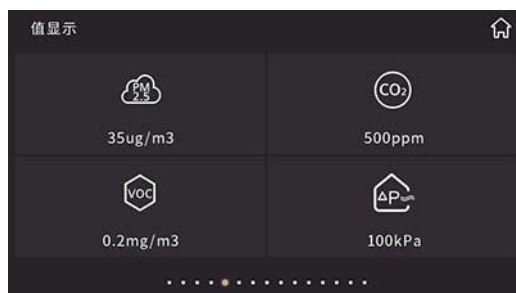 值显示
PM
2.5
CO₂
35ug/m3
500ppm
VOC
ΔP
0.2mg/m3
100kPa